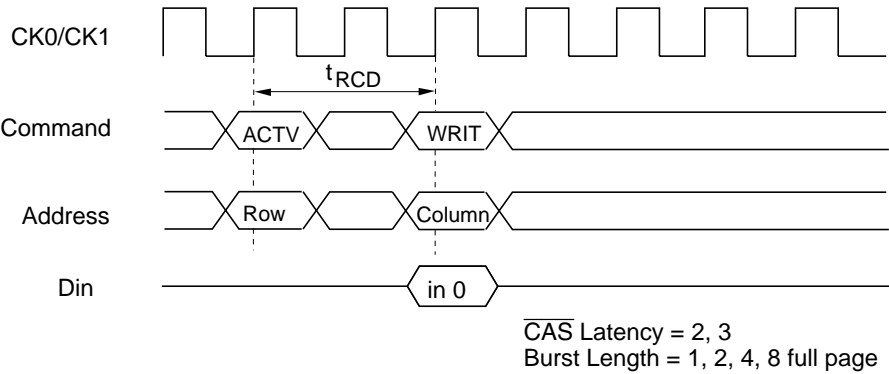 CK0/CK1
tRCD
Command ACTV WRIT
Address Row Column
Din in 0
CAS Latency = 2, 3
Burst Length = 1, 2, 4, 8 full page